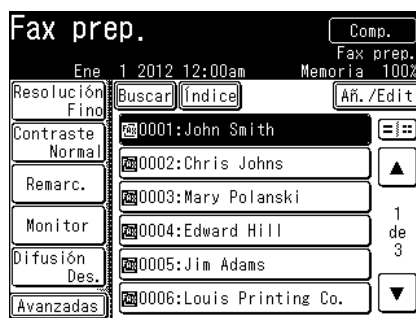 Fax prep.
Comp.
Fax prep.
Ene 1 2012 12:00am Memoria 100%
Resolución
Fino
Buscar Índice Añ./Edit
Contraste
Normal
Remarc.
Monitor
Difusión
Des.
Avanzadas
0001:John Smith
0002:Chris Johns
0003:Mary Polanski
0004:Edward Hill
0005:Jim Adams
0006:Louis Printing Co.
1
de
3